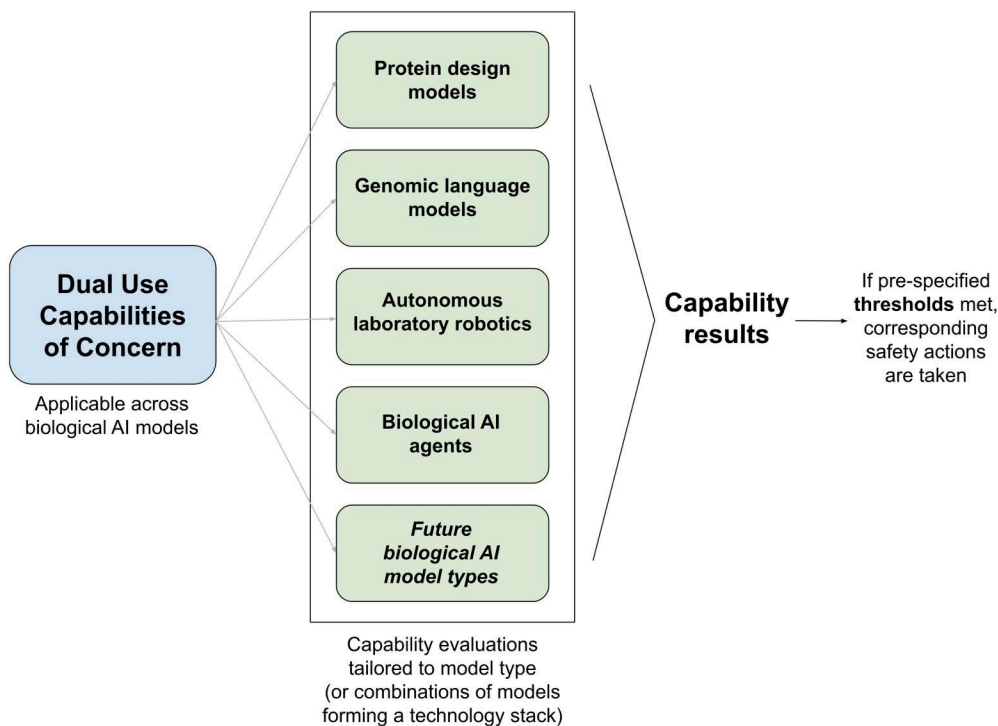 Protein design
models
Genomic language
models
Autonomous
laboratory robotics
Biological AI
agents
Future
biological AI
model types
Dual Use
Capabilities
of Concern
Applicable across
biological AI models
Capability evaluations
tailored to model type
(or combinations of models
forming a technology stack)
Capability
results
If pre-specified
thresholds met,
corresponding
safety actions
are taken